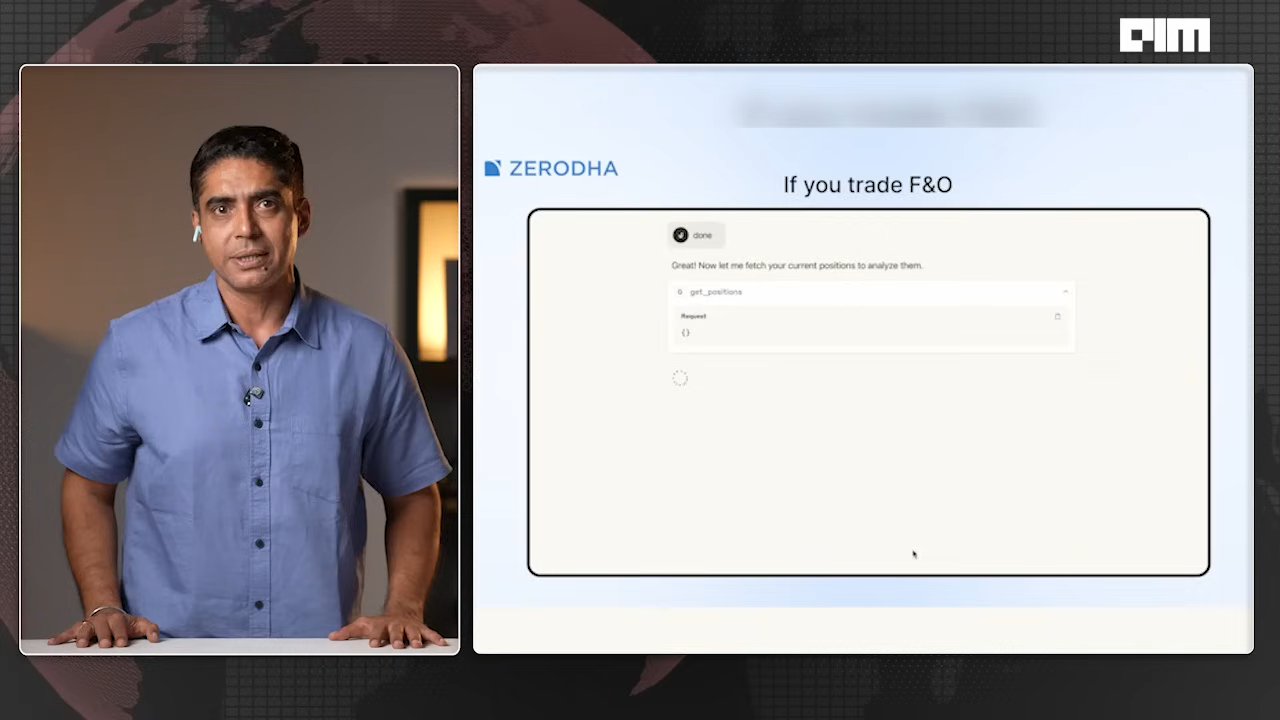 AIM
ZERODHA
If you trade F&O
done
Great! Now let me fetch your current positions to analyze them.
get_positions
Request
{}